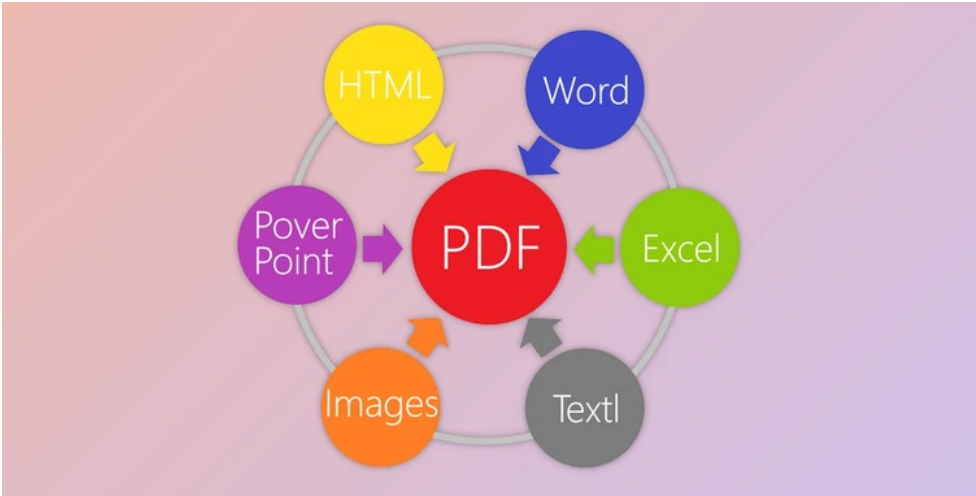 HTML
Word
Pover
Point
PDF
Excel
Images
Textl